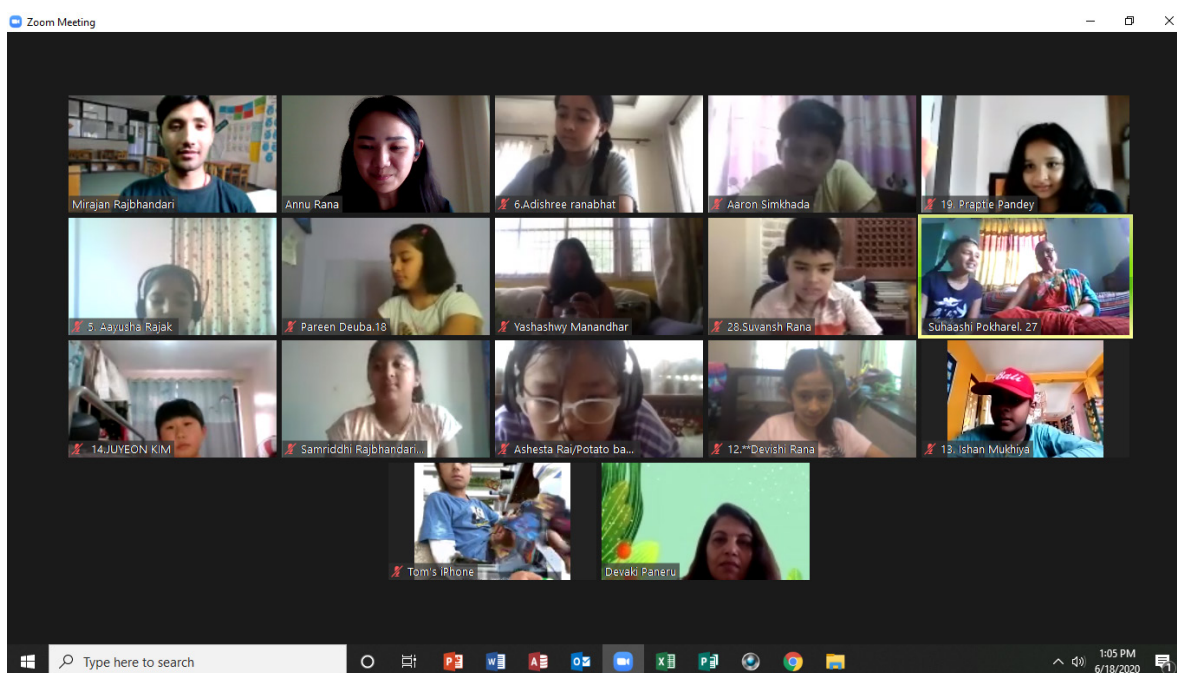 Zoom Meeting
Mirajan Rajbhandari
Annu Rana
6.Adishree ranabhat
Aaron Simkhada
19. Praptie Pandey
5. Aayusha Rajak
Pareen Deuba.18
Yashashwy Manandhar
28.Suvansh Rana
Suhaashi Pokharel. 27
14.JUYEON KIM
Samriddhi Rajbhandari...
Ashesta Rai/Potato ba...
12.**Devishi Rana
13. Ishan Mukhiya
Tom's iPhone
Devaki Paneru
Type here to search
1:05 PM
6/18/2020